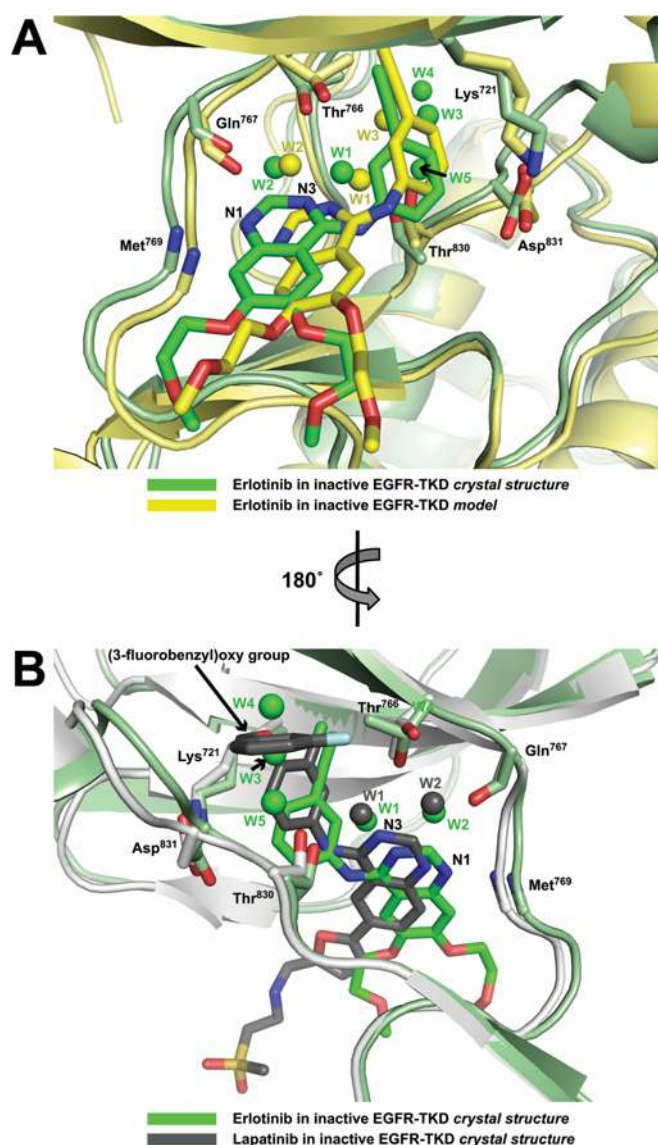 A
W4
Lys721
Thr766
W3
Gln767
W3
W2
W1
W2
N3
W5
N1
W1
Met769
Thr830
Asp831
Erlotinib in inactive EGFR-TKD crystal structure
Erlotinib in inactive EGFR-TKD model
180°
B
(3-fluorobenzyl)oxy group
W4
Thr766
Gln767
Lys721
W3
W1
W2
W5
W1
W2
Asp831
N3
N1
Thr830
Met769
Erlotinib in inactive EGFR-TKD crystal structure
Lapatinib in inactive EGFR-TKD crystal structure